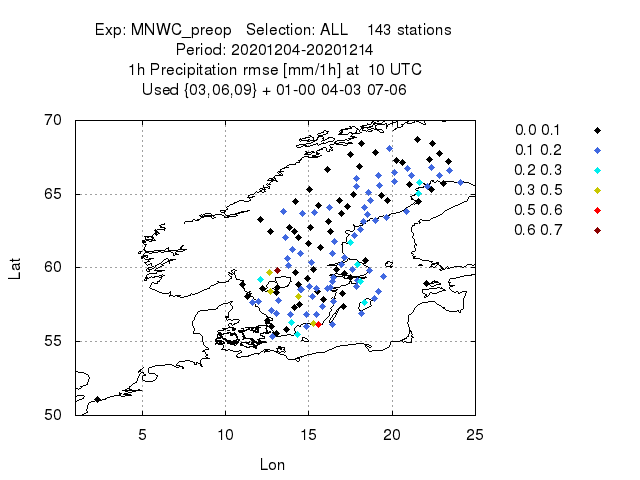 Exp: MNWC_preop Selection: ALL 143 stations
Period: 20201204-20201214
1h Precipitation rmse [mm/1h] at 10 UTC
Used {03,06,09} + 01-00 04-03 07-06
70
65
60
55
50
Lat
5 10 15 20 25
Lon
0.0 0.1
0.1 0.2
0.2 0.3
0.3 0.5
0.5 0.6
0.6 0.7